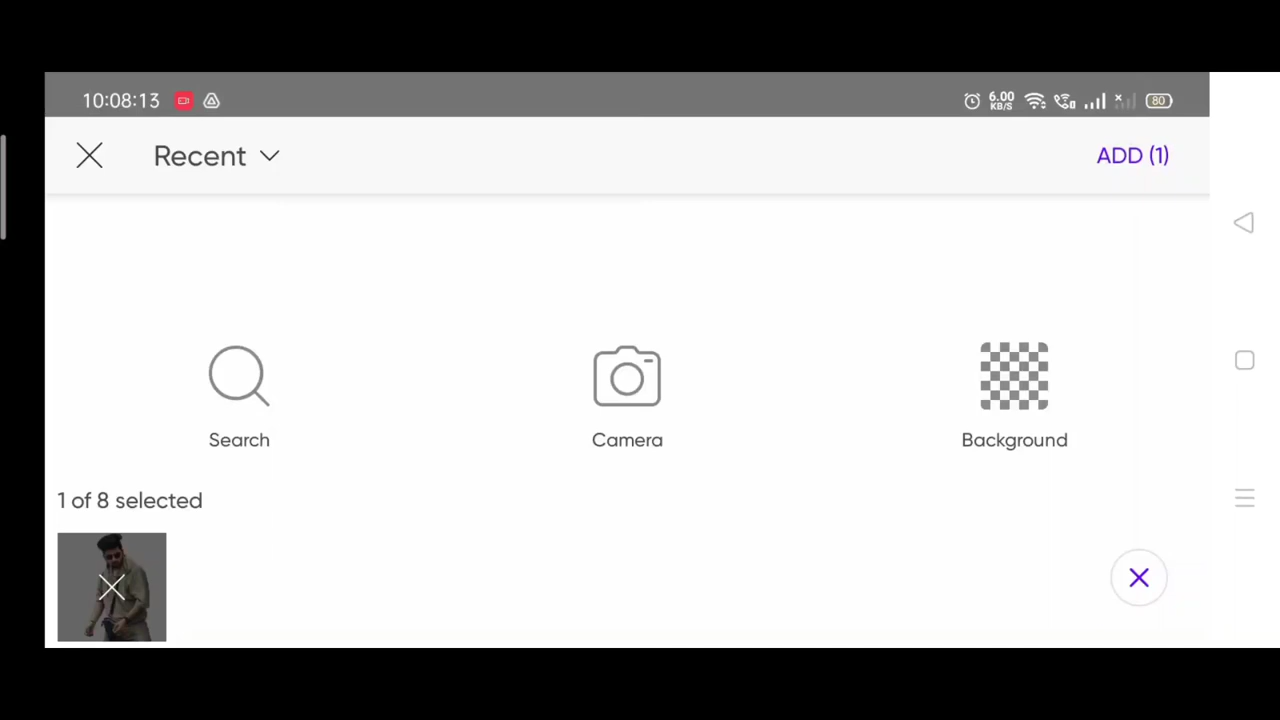 10:08:13
6.00
KB/S
80
Recent
ADD (1)
Search
Camera
Background
1 of 8 selected